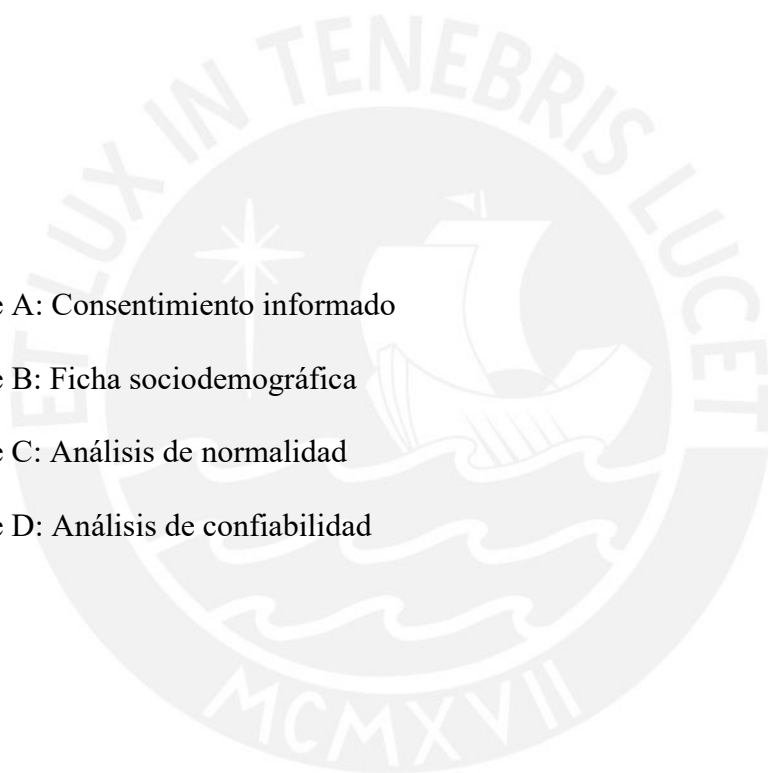 ET LUX IN TENEBRIS LUCET
e A: Consentimiento informado
e B: Ficha sociodemográfica
e C: Análisis de normalidad
e D: Análisis de confiabilidad
MCMXVII